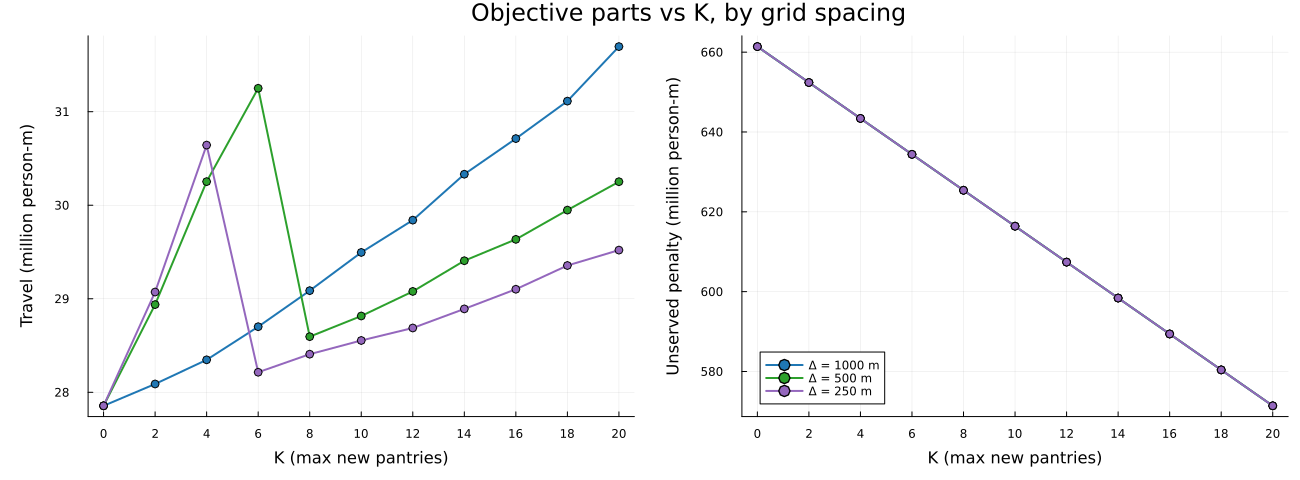 Objective parts vs K, by grid spacing
Travel (million person-m)
31
30
29
28
0 2 4 6 8 10 12 14 16 18 20
K (max new pantries)
Unserved penalty (million person-m)
660
640
620
600
580
Δ = 1000 m
Δ = 500 m
Δ = 250 m
0 2 4 6 8 10 12 14 16 18 20
K (max new pantries)